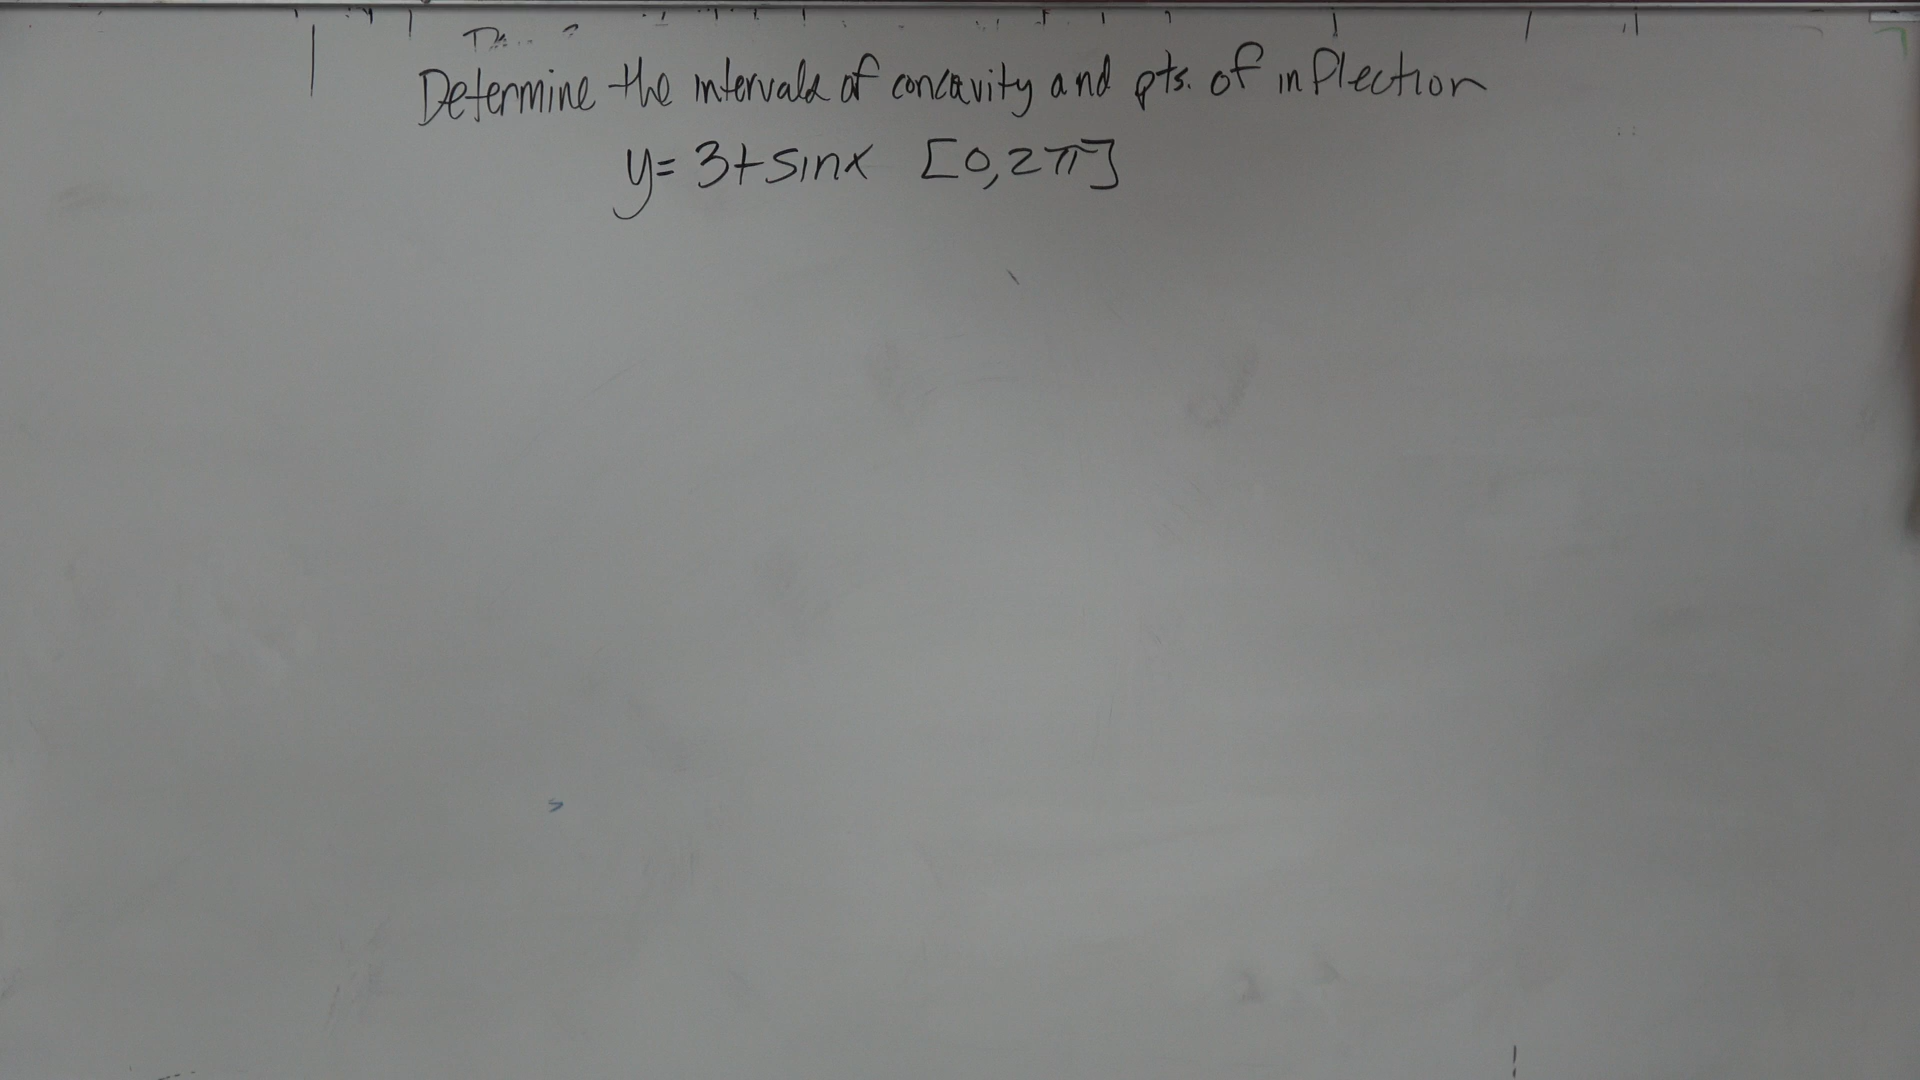 Determine the intervals of concavity and pts. of inflection
y= 3+sinx [0,2π]